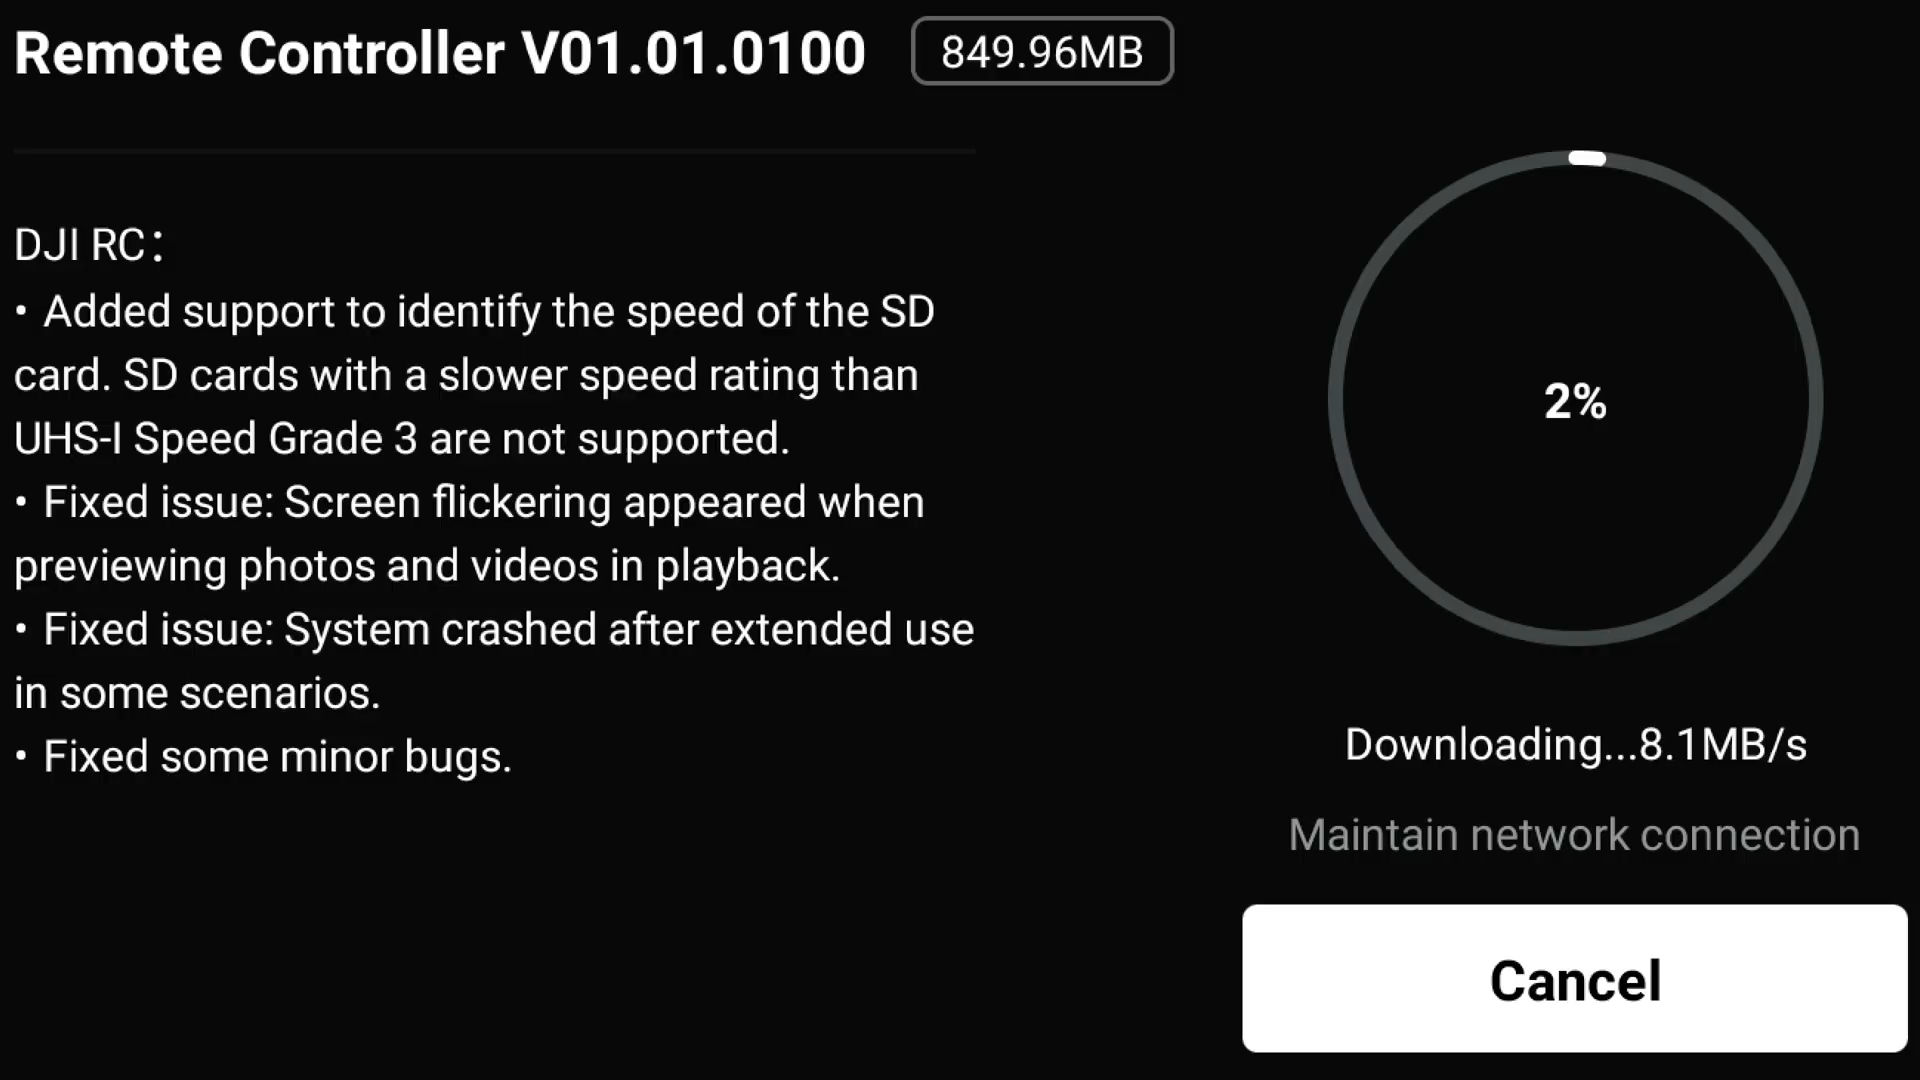 Remote Controller V01.01.0100 849.96MB
DJI RC：
• Added support to identify the speed of the SD
card. SD cards with a slower speed rating than
UHS-I Speed Grade 3 are not supported.
• Fixed issue: Screen flickering appeared when
previewing photos and videos in playback.
• Fixed issue: System crashed after extended use
in some scenarios.
• Fixed some minor bugs.
2%
Downloading...8.1MB/s
Maintain network connection
Cancel